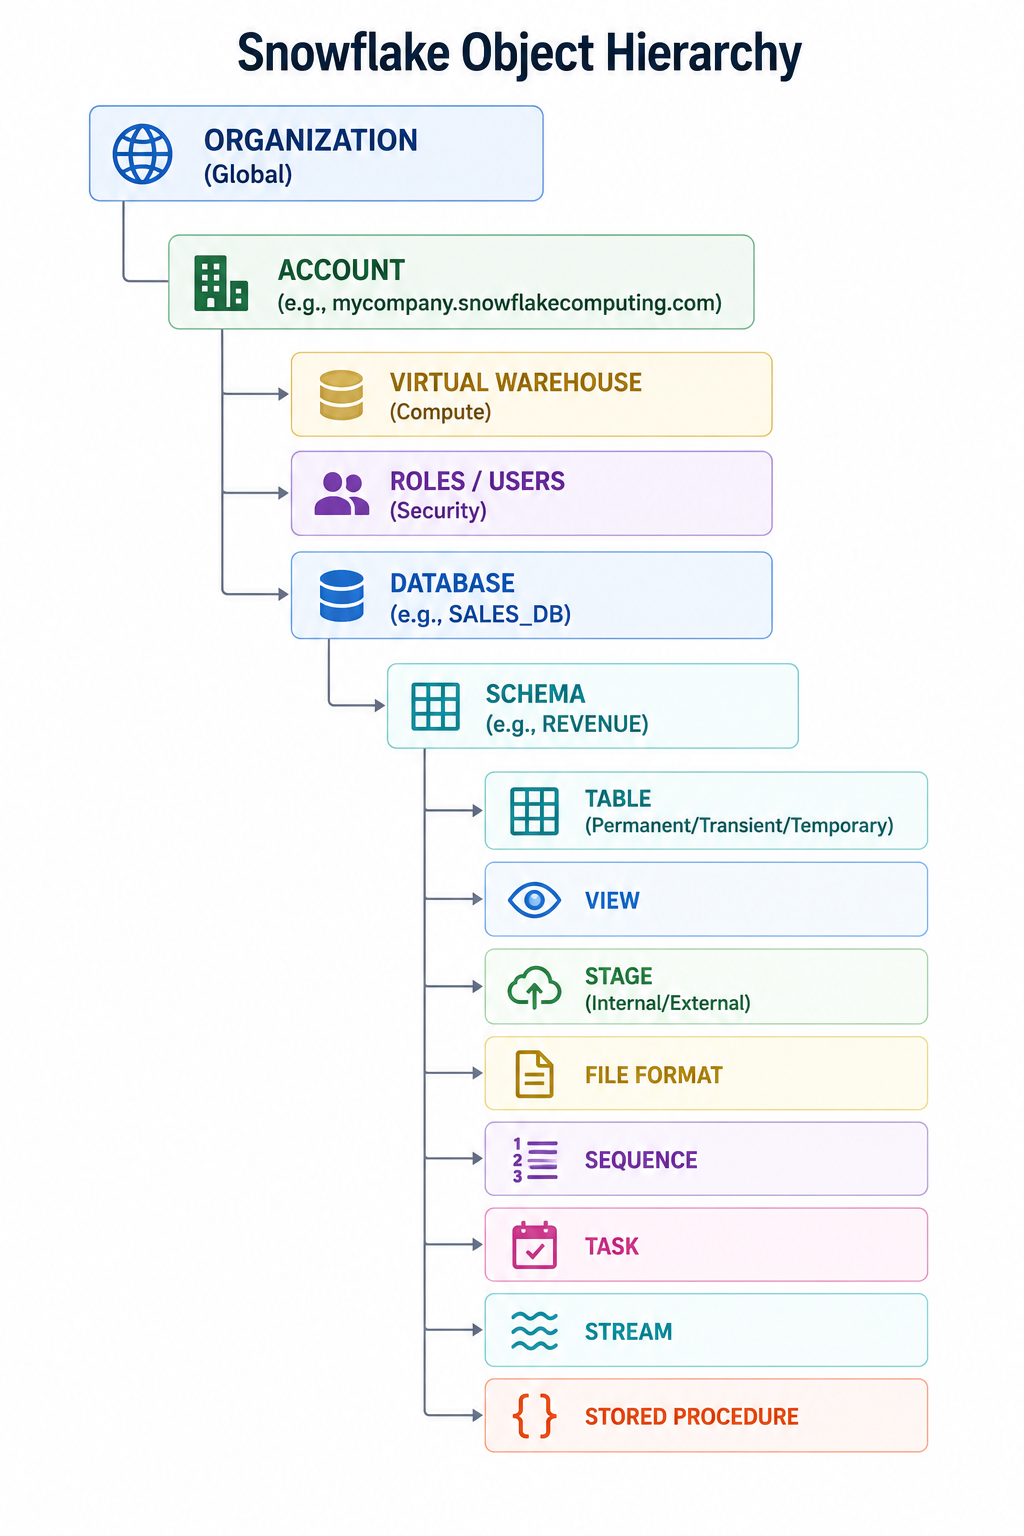 Snowflake Object Hierarchy
ORGANIZATION
(Global)
ACCOUNT
(e.g., mycompany.snowflakecomputing.com)
VIRTUAL WAREHOUSE
(Compute)
ROLES / USERS
(Security)
DATABASE
(e.g., SALES_DB)
SCHEMA
(e.g., REVENUE)
TABLE
(Permanent/Transient/Temporary)
VIEW
STAGE
(Internal/External)
FILE FORMAT
1
2
3
SEQUENCE
TASK
STREAM
{ }
STORED PROCEDURE